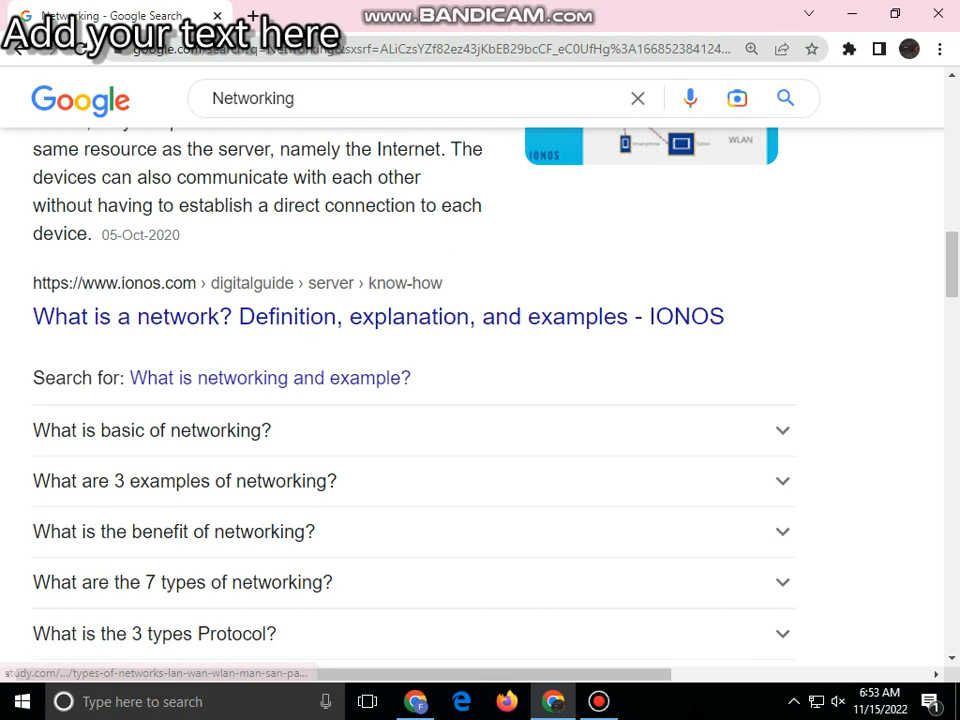 Networking - Google Search
www.BANDICAM.com
Add your text here
Google
Networking
same resource as the server, namely the Internet. The
devices can also communicate with each other
without having to establish a direct connection to each
device. 05-Oct-2020
IONOS
WLAN
https://www.ionos.com › digitalguide › server › know-how
What is a network? Definition, explanation, and examples - IONOS
Search for: What is networking and example?
What is basic of networking?
What are 3 examples of networking?
What is the benefit of networking?
What are the 7 types of networking?
What is the 3 types Protocol?
study.com/.../types-of-networks-lan-wan-wlan-man-san-pa...
Type here to search
6:53 AM
11/15/2022
1